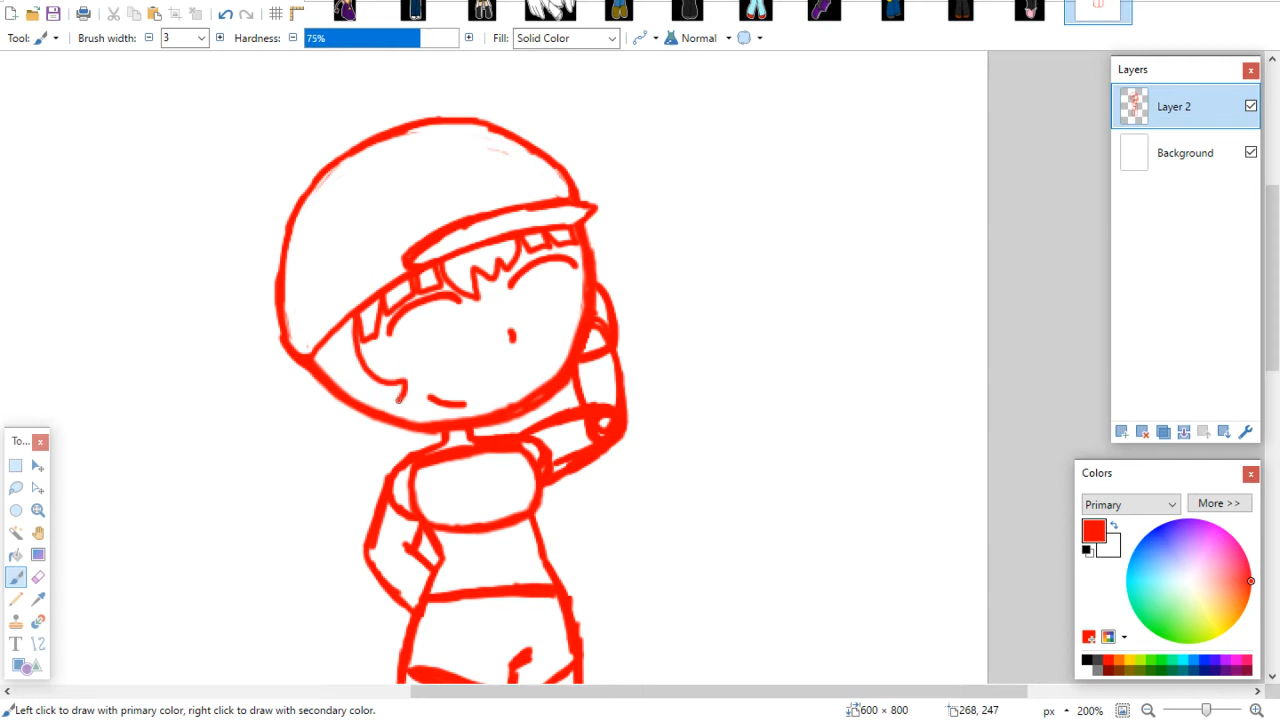 Tool:
Brush width:
3
Hardness:
75%
Fill:
Solid Color
Normal
Layers
Layer 2
Background
To...
Colors
Primary
More >>
T
Left click to draw with primary color, right click to draw with secondary color.
600 × 800
268, 247
px
200%